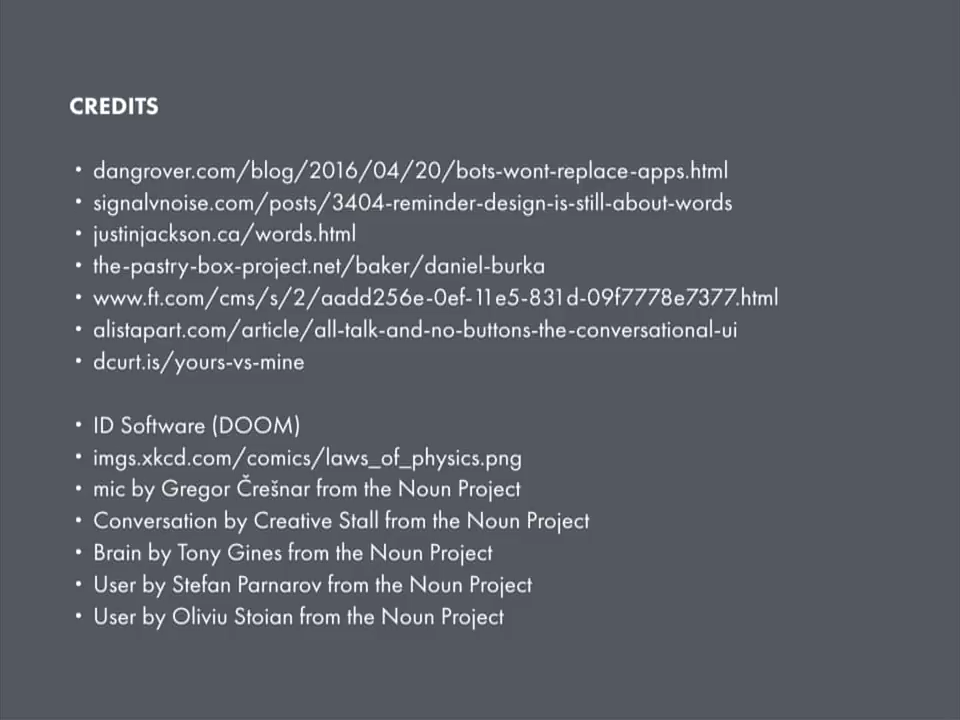 CREDITS
• dangrover.com/blog/2016/04/20/bots-wont-replace-apps.html
• signalvnoise.com/posts/3404-reminder-design-is-still-about-words
• justinjackson.ca/words.html
• the-pastry-box-project.net/baker/daniel-burka
• www.ft.com/cms/s/2/aadd256e-0ef-11e5-831d-09f7778e7377.html
• alistapart.com/article/all-talk-and-no-buttons-the-conversational-ui
• dcurt.is/yours-vs-mine
• ID Software (DOOM)
• imgs.xkcd.com/comics/laws_of_physics.png
• mic by Gregor Črešnar from the Noun Project
• Conversation by Creative Stall from the Noun Project
• Brain by Tony Gines from the Noun Project
• User by Stefan Parnarov from the Noun Project
• User by Oliviu Stoian from the Noun Project